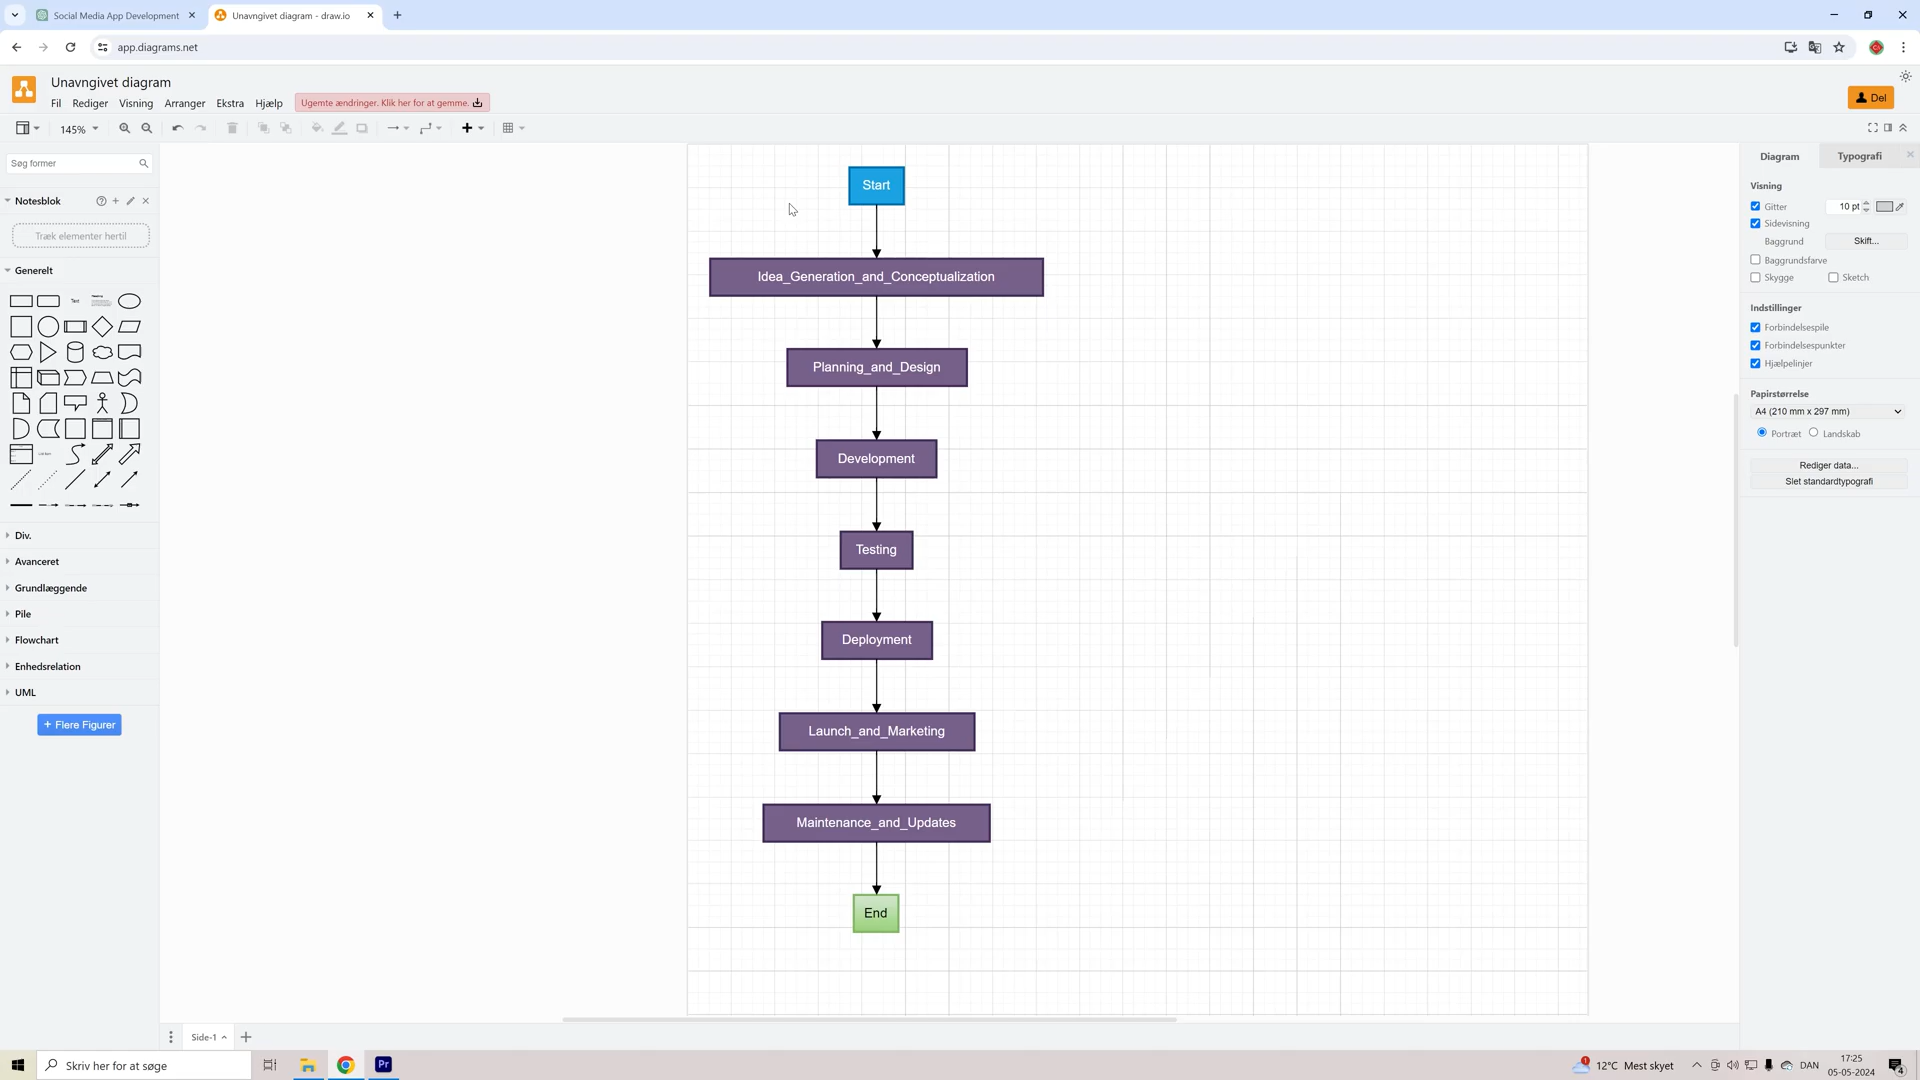 Social Media App Development
Unavngivet diagram - draw.io
app.diagrams.net
Unavngivet diagram
Fil Rediger Visning Arranger Ekstra Hjælp
Ugemte ændringer. Klik her for at gemme.
Del
145%
Søg former
Notesblok
Træk elementer hertil
Generelt
Text
Div.
Avanceret
Grundlæggende
Pile
Flowchart
Enhedsrelation
UML
+ Flere Figurer
Start
Idea_Generation_and_Conceptualization
Planning_and_Design
Development
Testing
Deployment
Launch_and_Marketing
Maintenance_and_Updates
End
Diagram Typografi
Visning
Gitter 10 pt
Sidevisning
Baggrund Skift...
Baggrundsfarve
Skygge Sketch
Indstillinger
Forbindelsespile
Forbindelsespunkter
Hjælpelinjer
Papirstørrelse
A4 (210 mm x 297 mm)
Portræt Landskab
Rediger data...
Slet standardtypografi
Side-1
Skriv her for at søge
Pr
1
12°C Mest skyet
DAN
17:25
05-05-2024
4